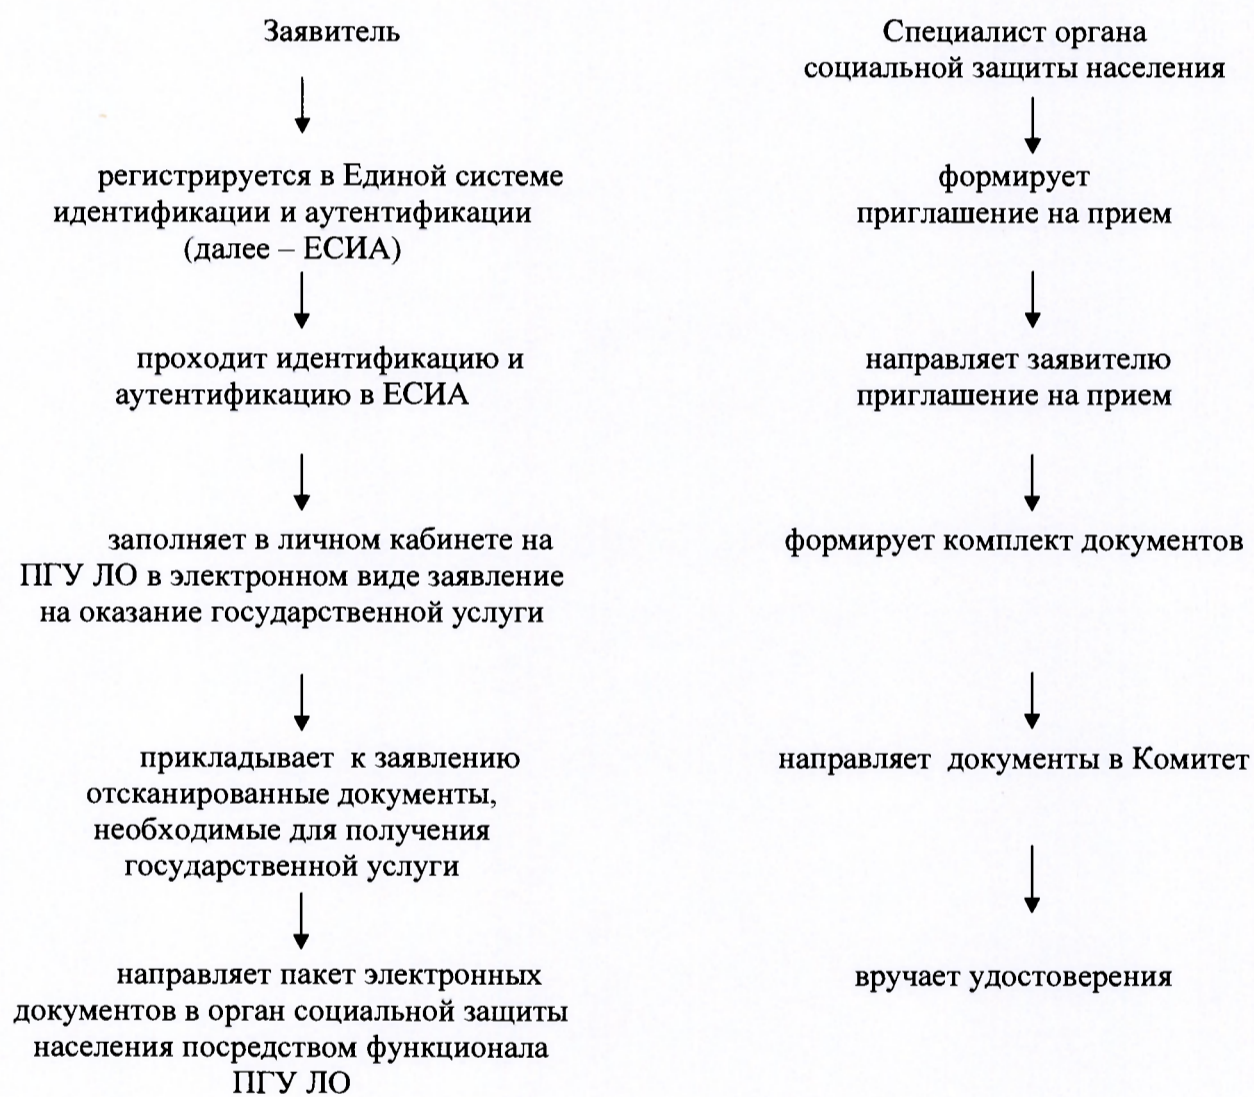 Заявитель
регистрируется в Единой системе
идентификации и аутентификации
(далее – ЕСИА)
проходит идентификацию и
аутентификацию в ЕСИА
заполняет в личном кабинете на
ПГУ ЛО в электронном виде заявление
на оказание государственной услуги
прикладывает к заявлению
отсканированные документы,
необходимые для получения
государственной услуги
направляет пакет электронных
документов в орган социальной защиты
населения посредством функционала
ПГУ ЛО
Специалист органа
социальной защиты населения
формирует
приглашение на прием
направляет заявителю
приглашение на прием
формирует комплект документов
направляет документы в Комитет
вручает удостоверения